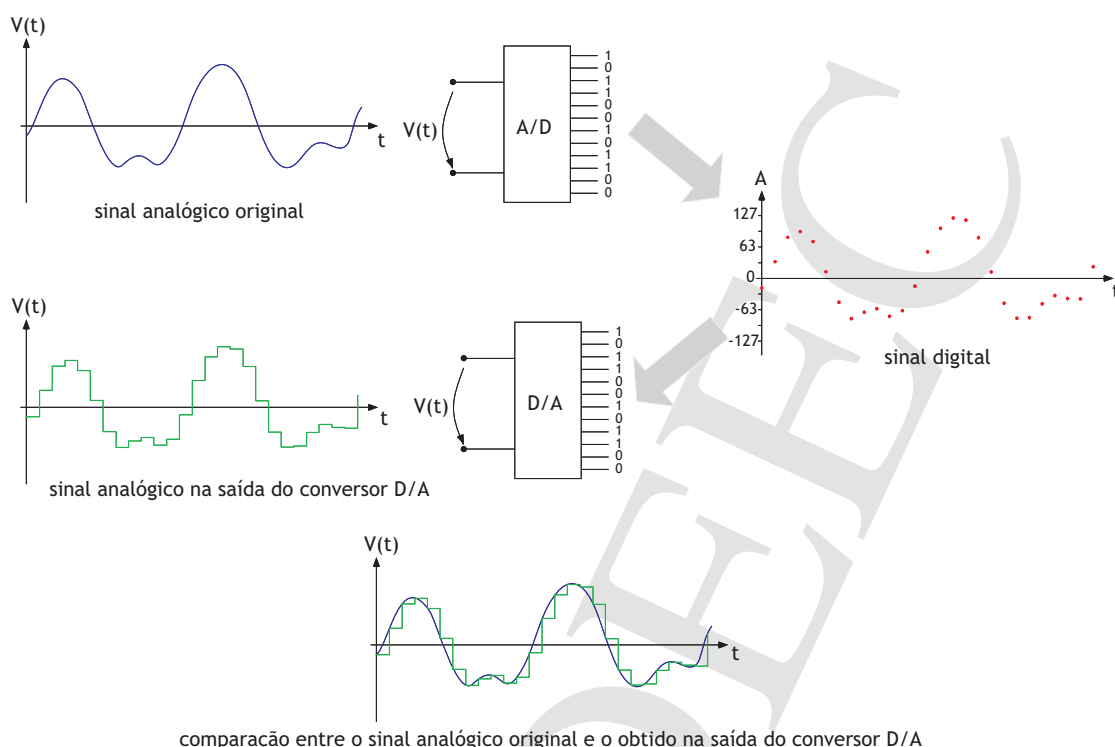 V(t)
t
sinal analógico original
V(t)
A/D
1
0
1
1
0
0
1
0
1
1
0
0
A
127
63
0
-63
-127
t
sinal digital
V(t)
t
sinal analógico na saída do conversor D/A
V(t)
D/A
1
0
1
1
0
0
1
0
1
1
0
0
V(t)
t
comparação entre o sinal analógico original e o obtido na saída do conversor D/A
DEEC